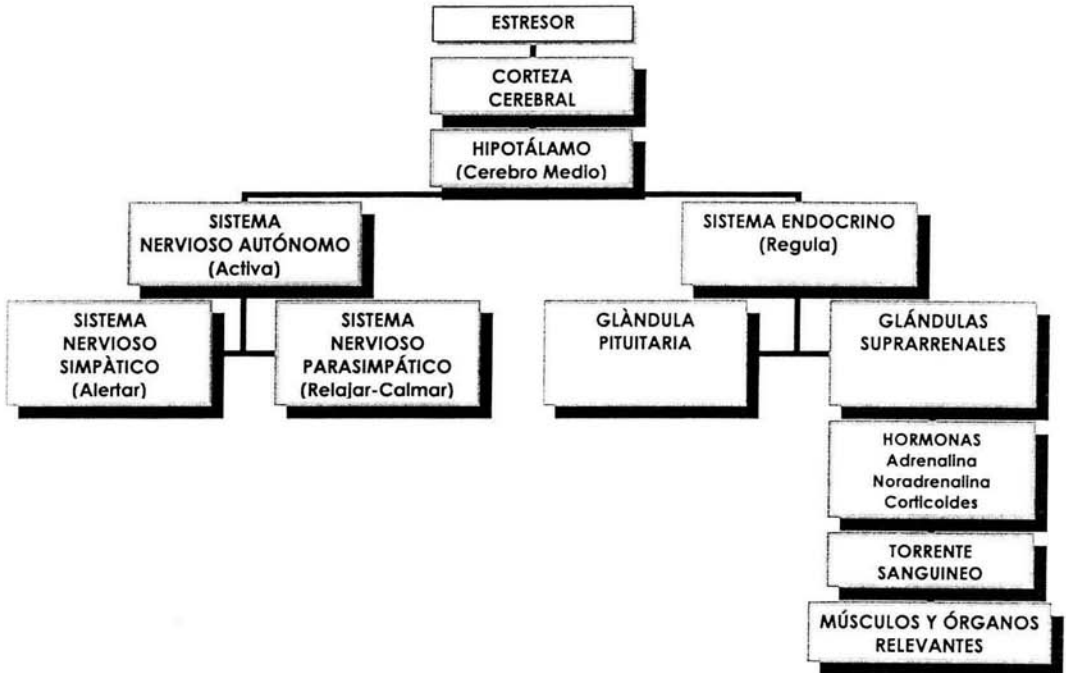 ESTRESOR
CORTEZA
CEREBRAL
HIPOTÁLAMO
(Cerebro Medio)
SISTEMA
NERVIOSO AUTÓNOMO
(Activa)
SISTEMA ENDOCRINO
(Regula)
SISTEMA
NERVIOSO
SIMPÀTICO
(Alertar)
SISTEMA
NERVIOSO
PARASIMPÁTICO
(Relajar-Calmar)
GLÀNDULA
PITUITARIA
GLÁNDULAS
SUPRARRENALES
HORMONAS
Adrenalina
Noradrenalina
Corticoides
TORRENTE
SANGUINEO
MÚSCULOS Y ÓRGANOS
RELEVANTES